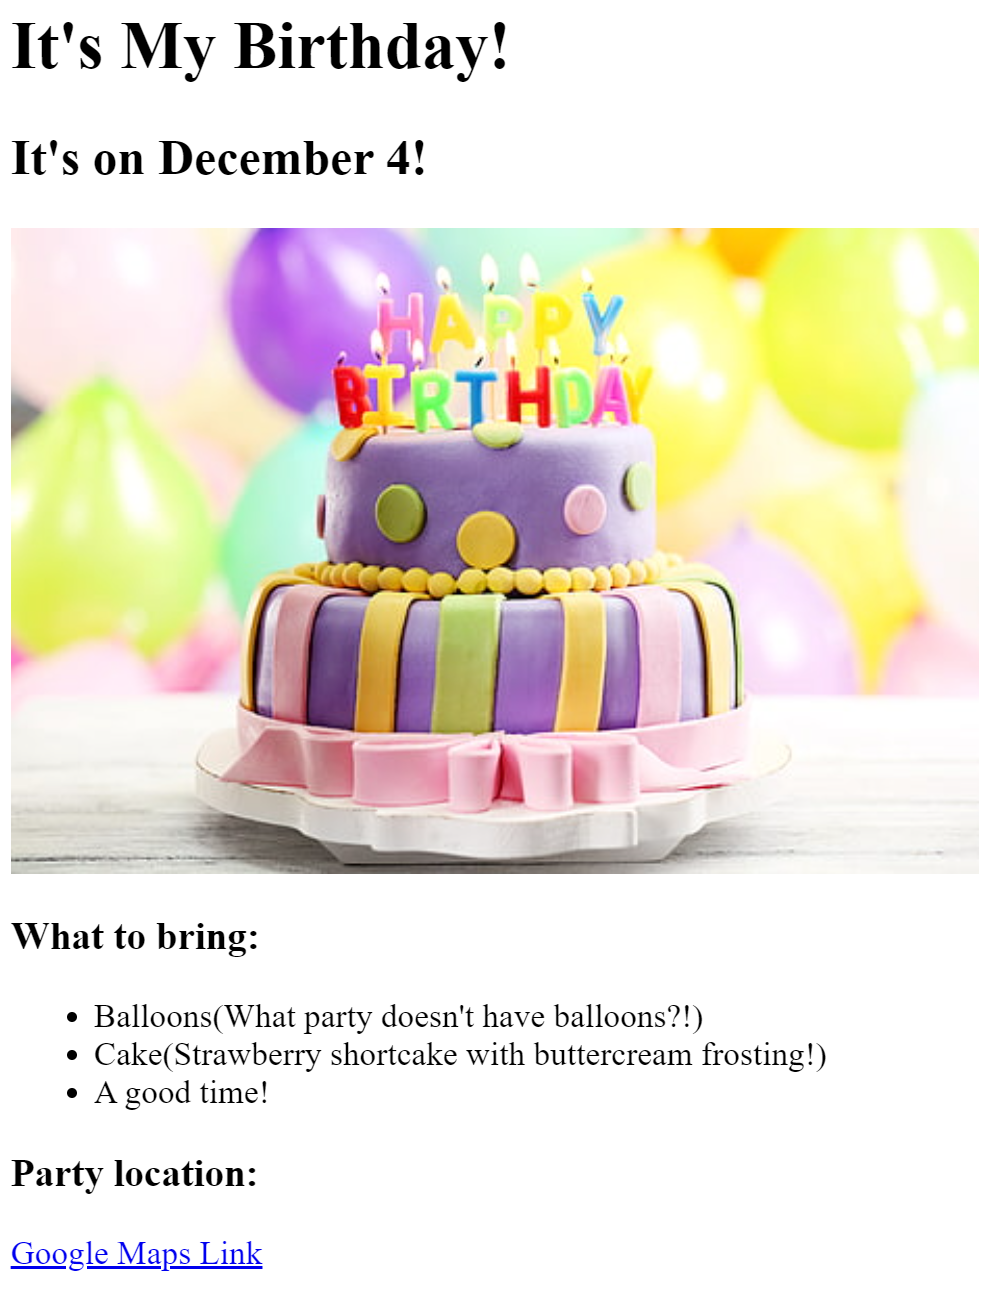 It's My Birthday!
It's on December 4!
HAPPY
BIRTHDAY
What to bring:
Balloons(What party doesn't have balloons?!)
Cake(Strawberry shortcake with buttercream frosting!)
A good time!
Party location:
Google Maps Link